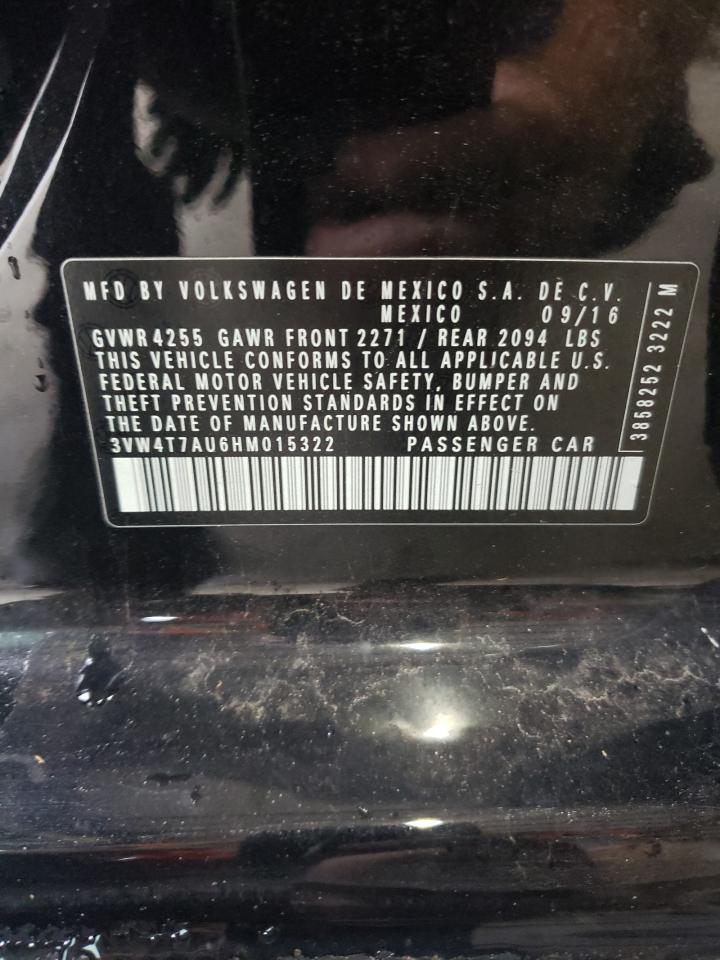 MFD BY VOLKSWAGEN DE MEXICO S.A. DE C.V.
MEXICO 09/16
GVWR 4255 GAWR FRONT 2271 / REAR 2094 LBS
THIS VEHICLE CONFORMS TO ALL APPLICABLE U.S.
FEDERAL MOTOR VEHICLE SAFETY, BUMPER AND
THEFT PREVENTION STANDARDS IN EFFECT ON
THE DATE OF MANUFACTURE SHOWN ABOVE.
3VW4T7AU6HM015322 PASSENGER CAR
3858252 3222 M